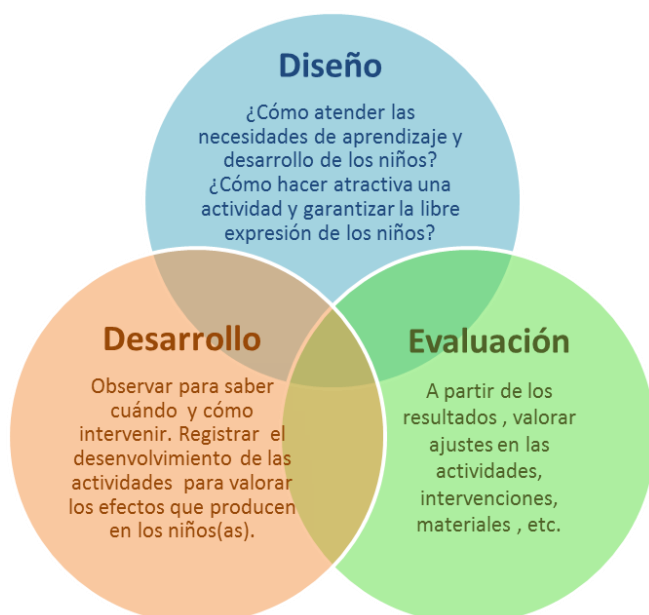 Diseño
¿Cómo atender las
necesidades de aprendizaje y
desarrollo de los niños?
¿Cómo hacer atractiva una
actividad y garantizar la libre
expresión de los niños?
Desarrollo
Observar para saber
cuándo y cómo
intervenir. Registrar el
desenvolvimiento de las
actividades para valorar
los efectos que producen
en los niños(as).
Evaluación
A partir de los
resultados , valorar
ajustes en las
actividades,
intervenciones,
materiales , etc.